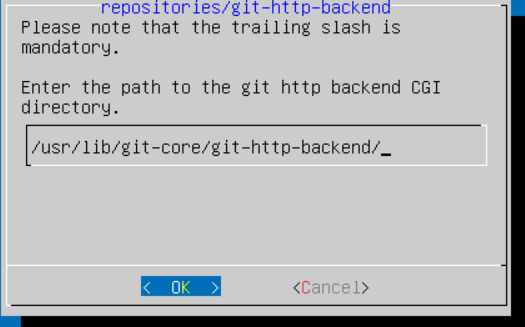 repositories/git-http-backend
Please note that the trailing slash is
mandatory.
Enter the path to the git http backend CGI
directory.
/usr/lib/git-core/git-http-backend/_
< OK > <Cancel>